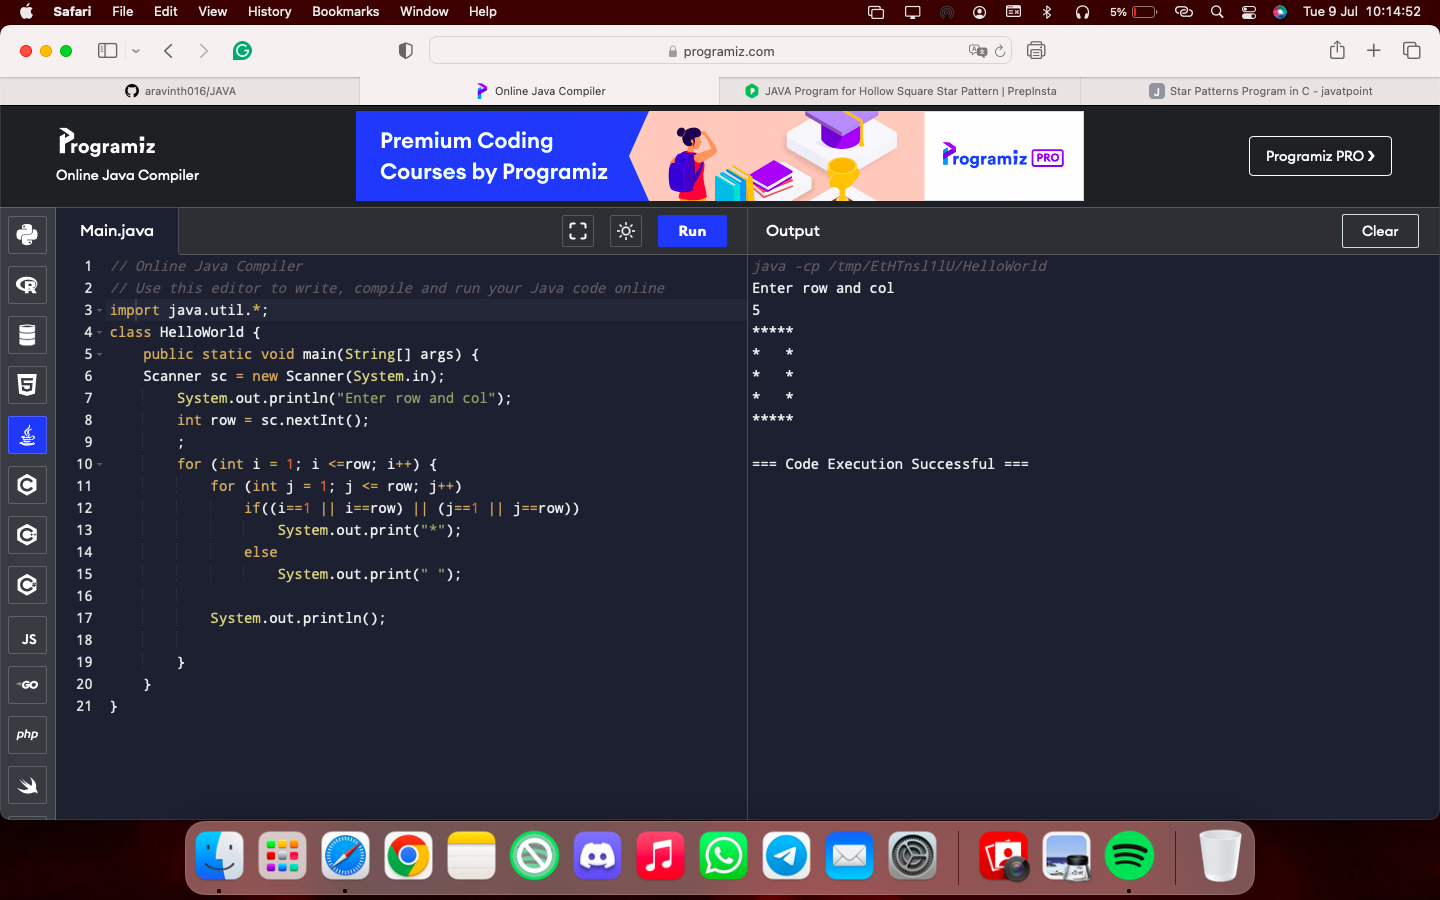 Safari File Edit View History Bookmarks Window Help 5% Tue 9 Jul 10:14:52
programiz.com
aravinth016/JAVA
Online Java Compiler
JAVA Program for Hollow Square Star Pattern | PrepInsta
J Star Patterns Program in C - javatpoint
Programiz
Online Java Compiler
Premium Coding
Courses by Programiz
Programiz PRO
Programiz PRO ›
Main.java
Run
Output
Clear
1 // Online Java Compiler
2 // Use this editor to write, compile and run your Java code online
3 import java.util.*;
4 class HelloWorld {
5 public static void main(String[] args) {
6 Scanner sc = new Scanner(System.in);
7 System.out.println("Enter row and col");
8 int row = sc.nextInt();
9 ;
10 for (int i = 1; i <=row; i++) {
11 for (int j = 1; j <= row; j++)
12 if((i==1 || i==row) || (j==1 || j==row))
13 System.out.print("*");
14 else
15 System.out.print(" ");
16
17 System.out.println();
18
19 }
20 }
21 }
java -cp /tmp/EtHTnsl1lU/HelloWorld
Enter row and col
5
*****
*   *
*   *
*   *
*****
=== Code Execution Successful ===
JS
GO
php